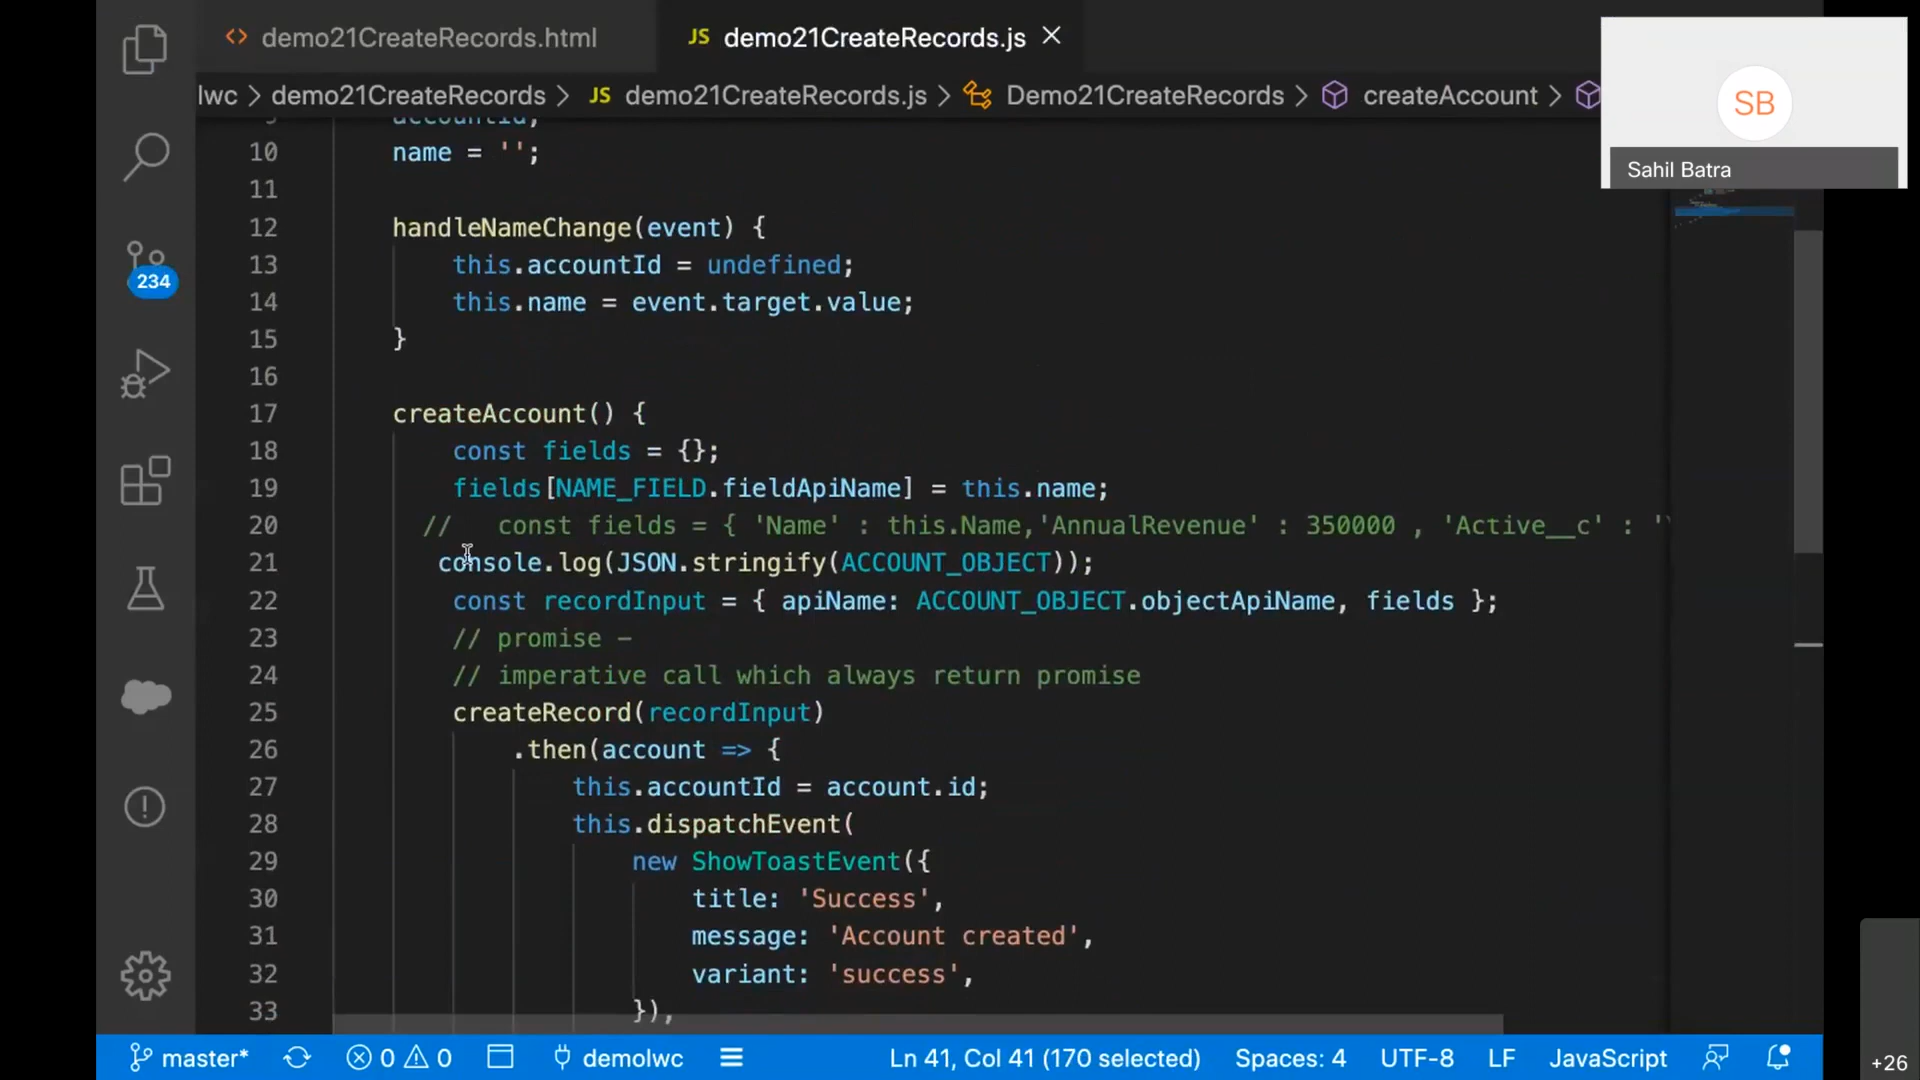 demo21CreateRecords.html
JS demo21CreateRecords.js
lwc > demo21CreateRecords > JS demo21CreateRecords.js > Demo21CreateRecords > createAccount >
SB
Sahil Batra
234
accountId;
10 name = '';
11
12 handleNameChange(event) {
13 this.accountId = undefined;
14 this.name = event.target.value;
15 }
16
17 createAccount() {
18 const fields = {};
19 fields[NAME_FIELD.fieldApiName] = this.name;
20 // const fields = { 'Name' : this.Name,'AnnualRevenue' : 350000 , 'Active__c' : '
21 console.log(JSON.stringify(ACCOUNT_OBJECT));
22 const recordInput = { apiName: ACCOUNT_OBJECT.objectApiName, fields };
23 // promise -
24 // imperative call which always return promise
25 createRecord(recordInput)
26 .then(account => {
27 this.accountId = account.id;
28 this.dispatchEvent(
29 new ShowToastEvent({
30 title: 'Success',
31 message: 'Account created',
32 variant: 'success',
33 }),
master* 0 0 demolwc Ln 41, Col 41 (170 selected) Spaces: 4 UTF-8 LF JavaScript
+26